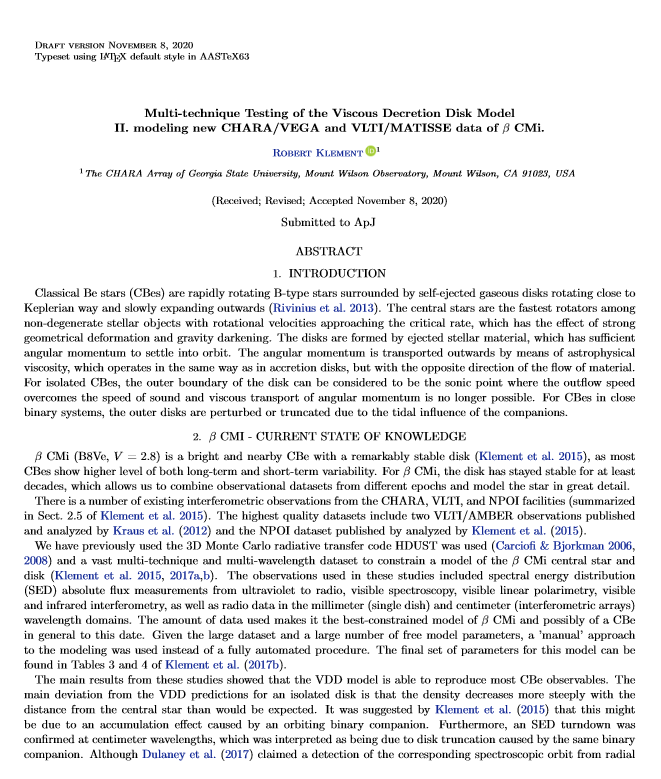 DRAFT VERSION NOVEMBER 8, 2020
Typeset using LATEX default style in AASTeX63
Multi-technique Testing of the Viscous Decretion Disk Model
II. modeling new CHARA/VEGA and VLTI/MATISSE data of β CMi.
ROBERT KLEMENT iD 1
1 The CHARA Array of Georgia State University, Mount Wilson Observatory, Mount Wilson, CA 91023, USA
(Received; Revised; Accepted November 8, 2020)
Submitted to ApJ
ABSTRACT
1. INTRODUCTION
Classical Be stars (CBes) are rapidly rotating B-type stars surrounded by self-ejected gaseous disks rotating close to
Keplerian way and slowly expanding outwards (Rivinius et al. 2013). The central stars are the fastest rotators among
non-degenerate stellar objects with rotational velocities approaching the critical rate, which has the effect of strong
geometrical deformation and gravity darkening. The disks are formed by ejected stellar material, which has sufficient
angular momentum to settle into orbit. The angular momentum is transported outwards by means of astrophysical
viscosity, which operates in the same way as in accretion disks, but with the opposite direction of the flow of material.
For isolated CBes, the outer boundary of the disk can be considered to be the sonic point where the outflow speed
overcomes the speed of sound and viscous transport of angular momentum is no longer possible. For CBes in close
binary systems, the outer disks are perturbed or truncated due to the tidal influence of the companions.
2. β CMI - CURRENT STATE OF KNOWLEDGE
β CMi (B8Ve, V = 2.8) is a bright and nearby CBe with a remarkably stable disk (Klement et al. 2015), as most
CBes show higher level of both long-term and short-term variability. For β CMi, the disk has stayed stable for at least
decades, which allows us to combine observational datasets from different epochs and model the star in great detail.
There is a number of existing interferometric observations from the CHARA, VLTI, and NPOI facilities (summarized
in Sect. 2.5 of Klement et al. 2015). The highest quality datasets include two VLTI/AMBER observations published
and analyzed by Kraus et al. (2012) and the NPOI dataset published by analyzed by Klement et al. (2015).
We have previously used the 3D Monte Carlo radiative transfer code HDUST was used (Carciofi & Bjorkman 2006,
2008) and a vast multi-technique and multi-wavelength dataset to constrain a model of the β CMi central star and
disk (Klement et al. 2015, 2017a,b). The observations used in these studies included spectral energy distribution
(SED) absolute flux measurements from ultraviolet to radio, visible spectroscopy, visible linear polarimetry, visible
and infrared interferometry, as well as radio data in the millimeter (single dish) and centimeter (interferometric arrays)
wavelength domains. The amount of data used makes it the best-constrained model of β CMi and possibly of a CBe
in general to this date. Given the large dataset and a large number of free model parameters, a 'manual' approach
to the modeling was used instead of a fully automated procedure. The final set of parameters for this model can be
found in Tables 3 and 4 of Klement et al. (2017b).
The main results from these studies showed that the VDD model is able to reproduce most CBe observables. The
main deviation from the VDD predictions for an isolated disk is that the density decreases more steeply with the
distance from the central star than would be expected. It was suggested by Klement et al. (2015) that this might
be due to an accumulation effect caused by an orbiting binary companion. Furthermore, an SED turndown was
confirmed at centimeter wavelengths, which was interpreted as being due to disk truncation caused by the same binary
companion. Although Dulaney et al. (2017) claimed a detection of the corresponding spectroscopic orbit from radial